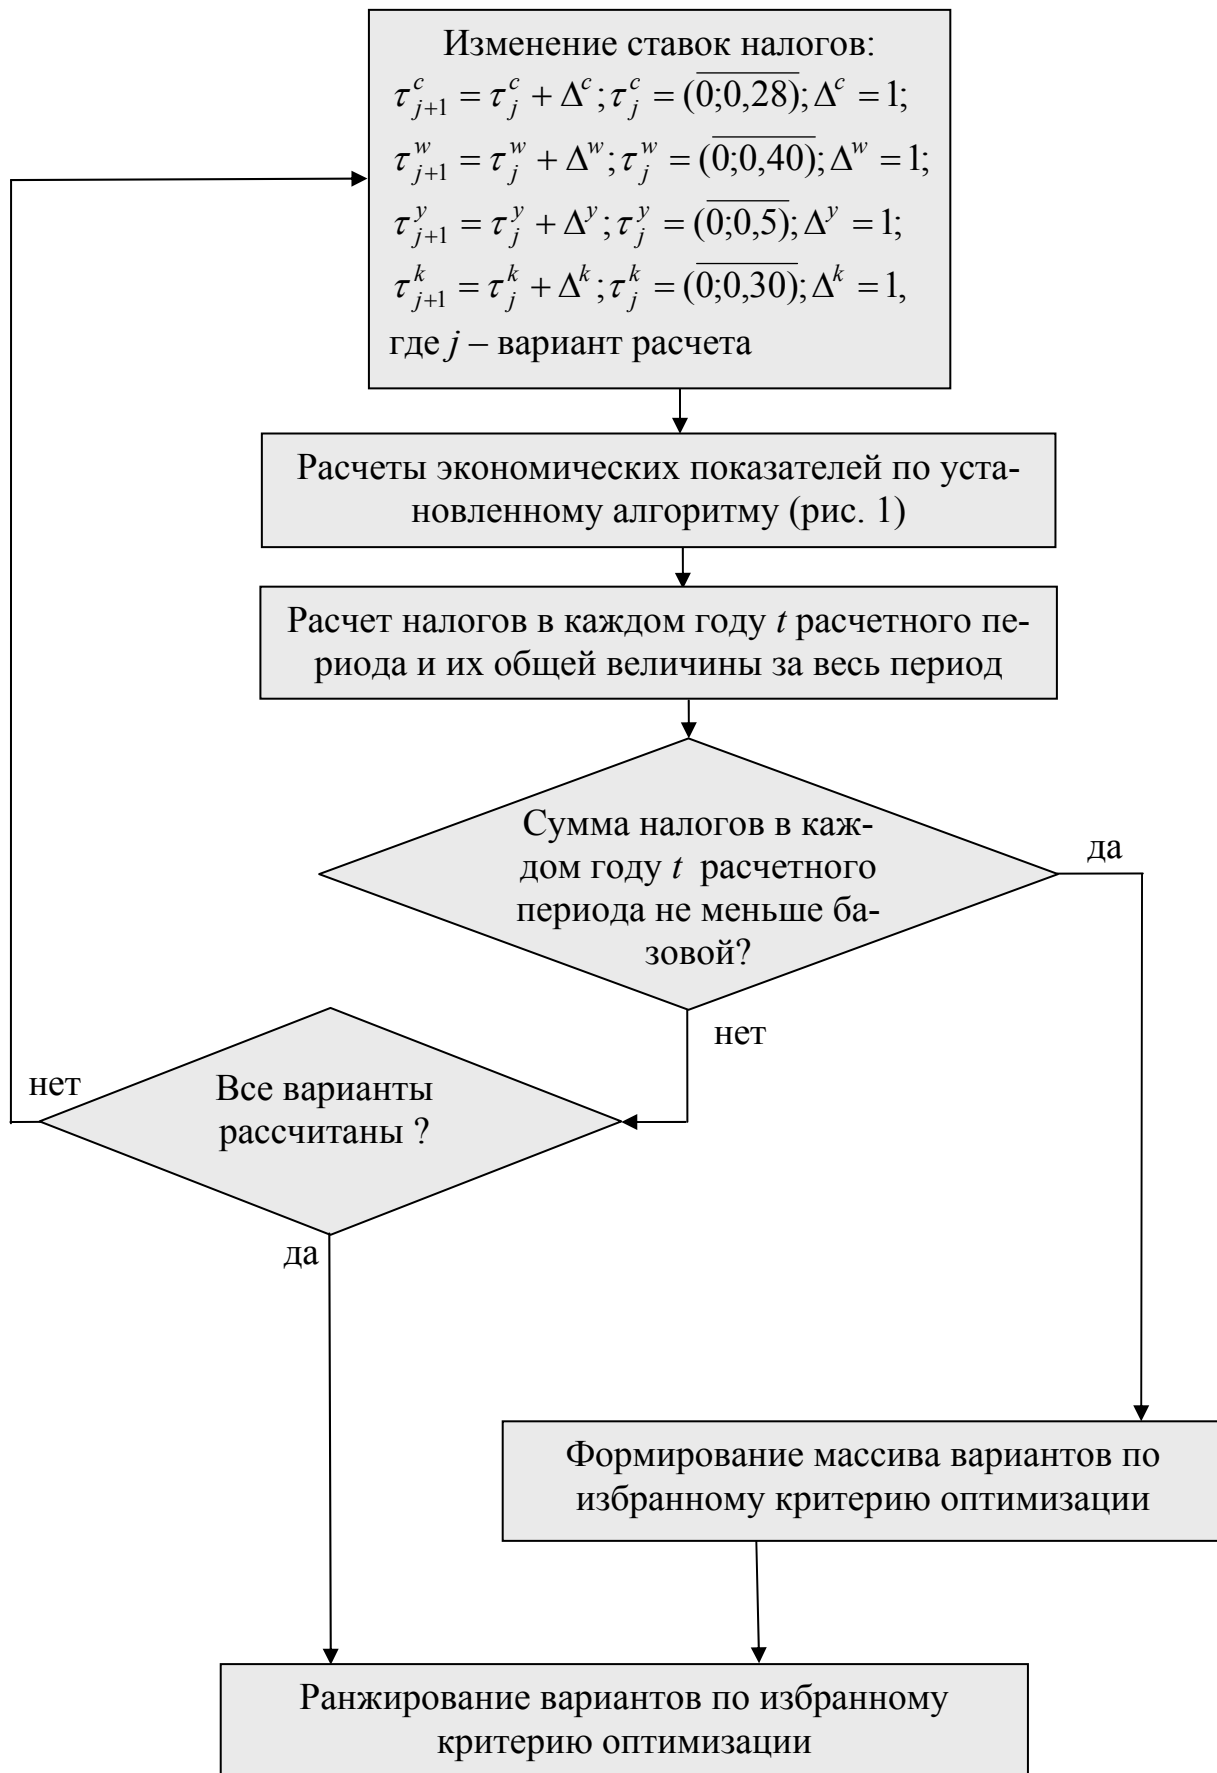 Изменение ставок налогов:
τ^c_{j+1} = τ^c_j + Δ^c; τ^c_j = (\overline{0;0,28}); Δ^c = 1;
τ^w_{j+1} = τ^w_j + Δ^w; τ^w_j = (\overline{0;0,40}); Δ^w = 1;
τ^y_{j+1} = τ^y_j + Δ^y; τ^y_j = (\overline{0;0,5}); Δ^y = 1;
τ^k_{j+1} = τ^k_j + Δ^k; τ^k_j = (\overline{0;0,30}); Δ^k = 1,
где j – вариант расчета
Расчеты экономических показателей по уста-
новленному алгоритму (рис. 1)
Расчет налогов в каждом году t расчетного пе-
риода и их общей величины за весь период
Сумма налогов в каж-
дом году t расчетного
периода не меньше ба-
зовой?
да
нет
нет
Все варианты
рассчитаны ?
да
Формирование массива вариантов по
избранному критерию оптимизации
Ранжирование вариантов по избранному
критерию оптимизации